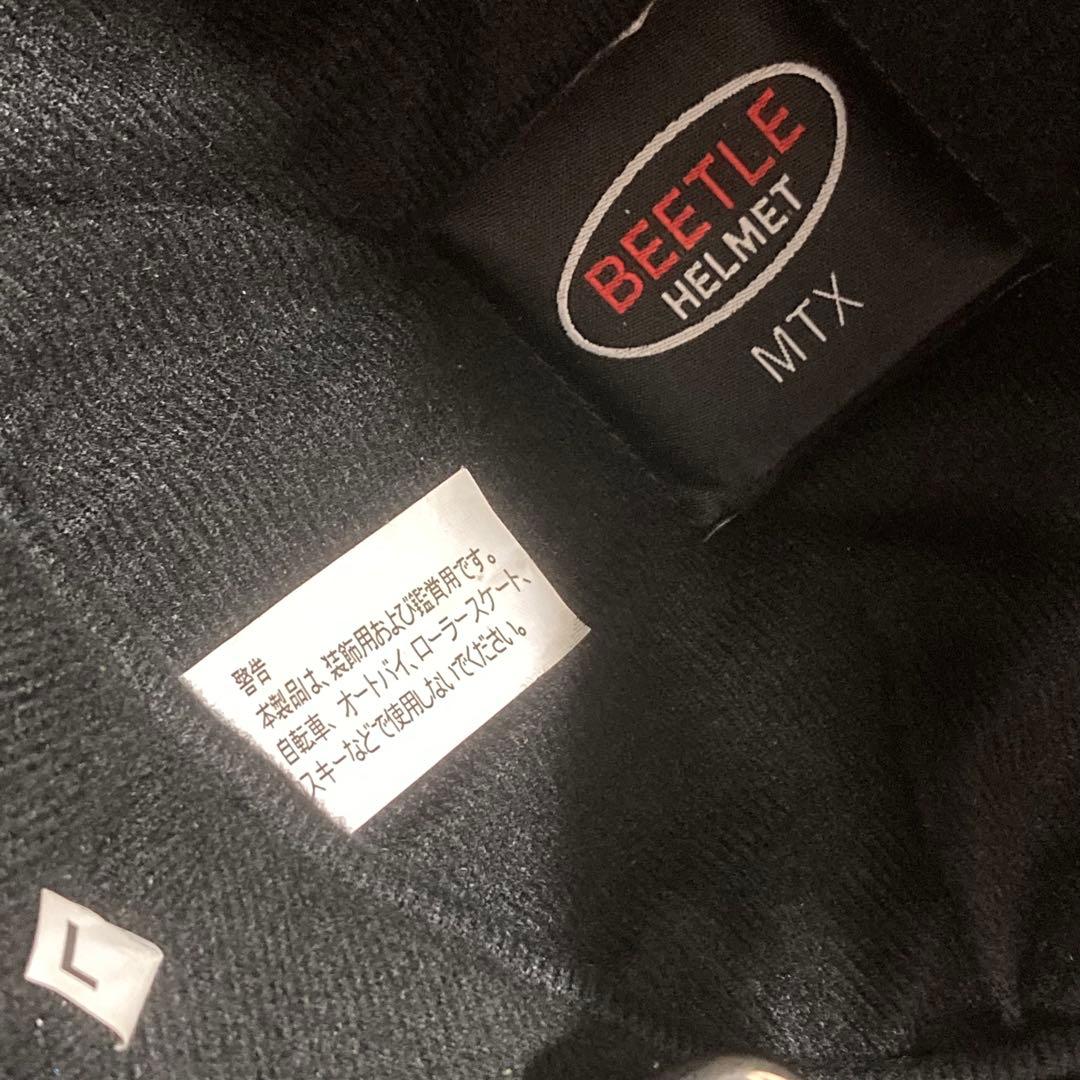 BEETLE
HELMET
MTX
警告
本製品は、装飾用および鑑賞用です。
自転車、オートバイ、ローラースケート、
スキーなどで使用しないでください。
L